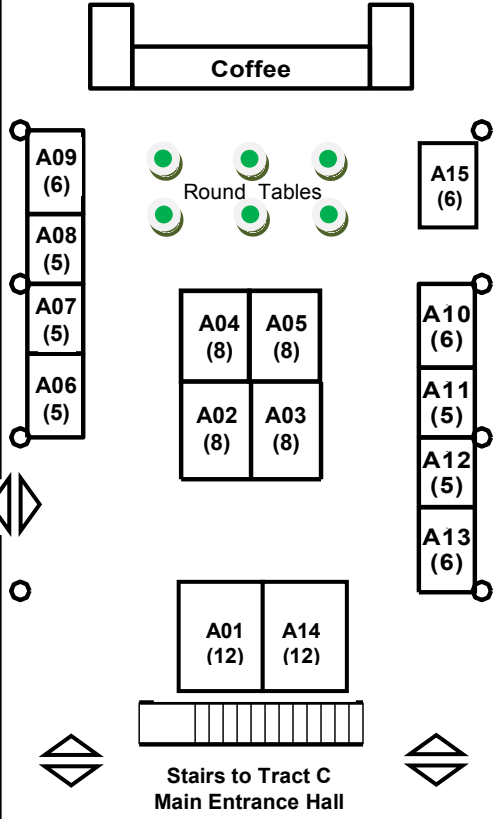 Coffee
Round Tables
A09
(6)
A08
(5)
A07
(5)
A06
(5)
A15
(6)
A04
(8)
A05
(8)
A02
(8)
A03
(8)
A10
(6)
A11
(5)
A12
(5)
A13
(6)
A01
(12)
A14
(12)
Stairs to Tract C
Main Entrance Hall